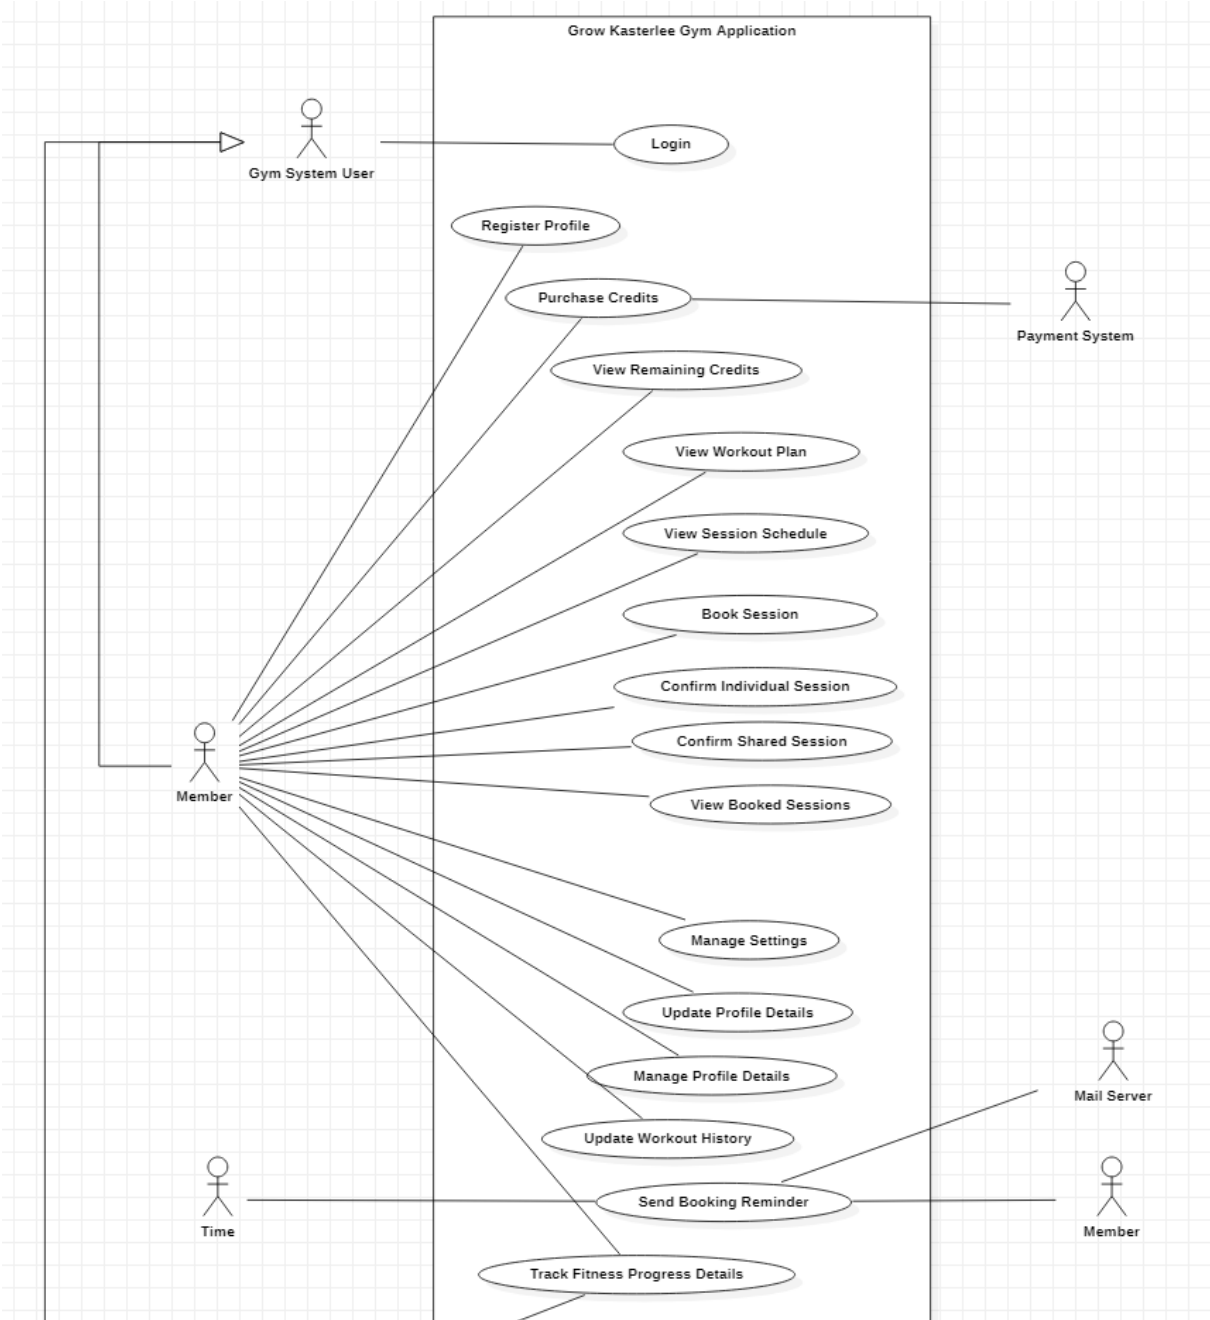 Grow Kasterlee Gym Application
Gym System User
Login
Register Profile
Purchase Credits
Payment System
View Remaining Credits
View Workout Plan
View Session Schedule
Book Session
Confirm Individual Session
Confirm Shared Session
Member
View Booked Sessions
Manage Settings
Update Profile Details
Manage Profile Details
Mail Server
Update Workout History
Time
Send Booking Reminder
Member
Track Fitness Progress Details